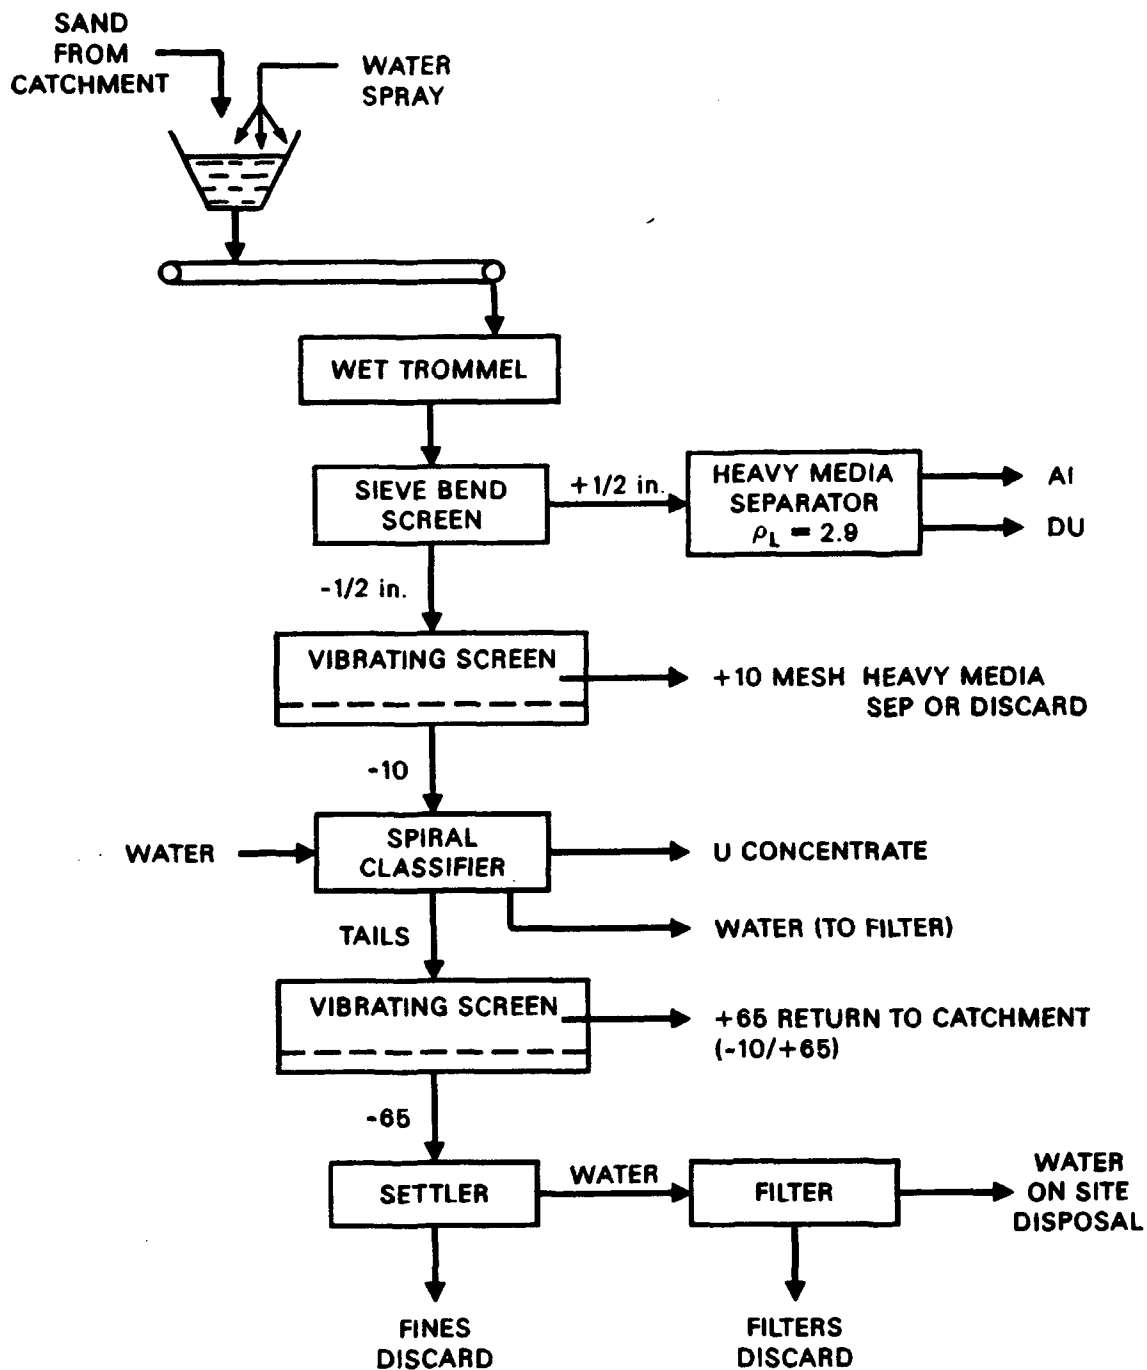 SAND
FROM
CATCHMENT
WATER
SPRAY
WET TROMMEL
SIEVE BEND
SCREEN
+1/2 in.
HEAVY MEDIA
SEPARATOR
ρL = 2.9
Al
DU
-1/2 in.
VIBRATING SCREEN
+10 MESH HEAVY MEDIA
SEP OR DISCARD
-10
WATER
SPIRAL
CLASSIFIER
U CONCENTRATE
WATER (TO FILTER)
TAILS
VIBRATING SCREEN
+65 RETURN TO CATCHMENT
(-10/+65)
-65
SETTLER
WATER
FILTER
WATER
ON SITE
DISPOSAL
FINES
DISCARD
FILTERS
DISCARD